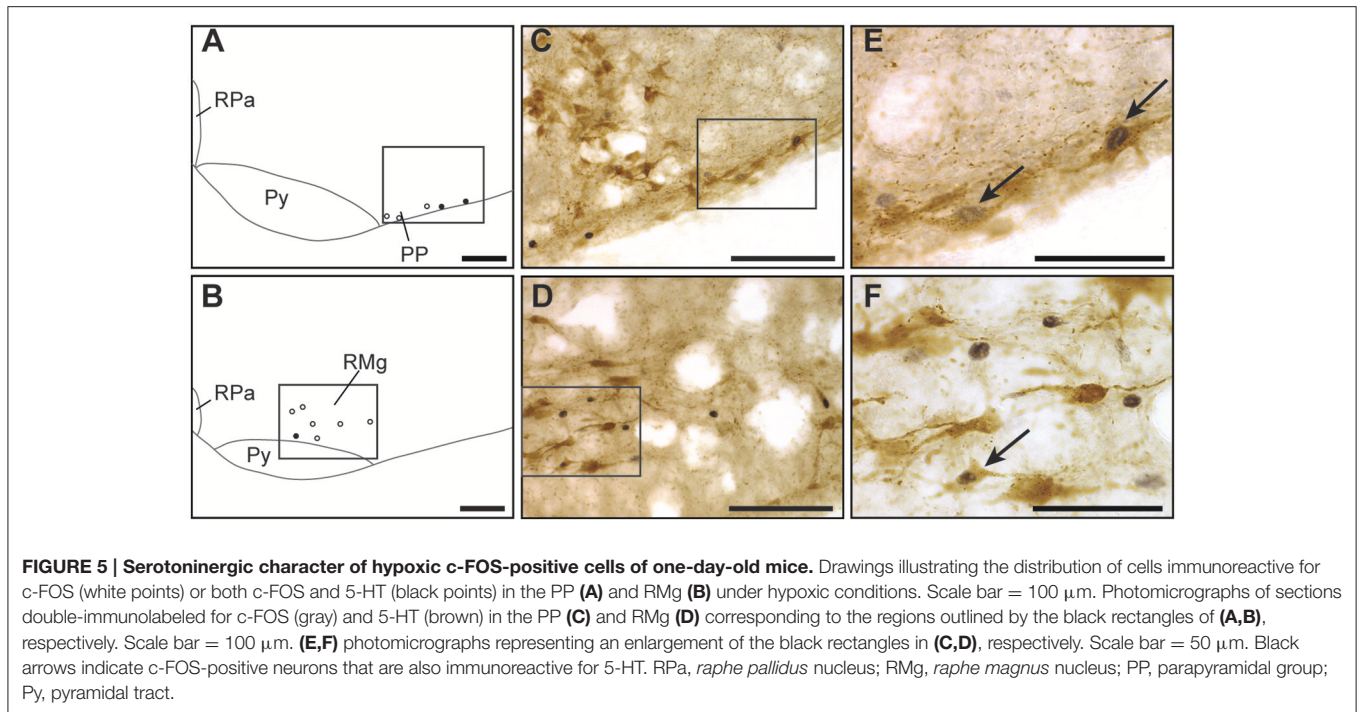 A
RPa
Py
PP
C
E
B
RPa
RMg
Py
D
F
FIGURE 5 | Serotoninergic character of hypoxic c-FOS-positive cells of one-day-old mice. Drawings illustrating the distribution of cells immunoreactive for
c-FOS (white points) or both c-FOS and 5-HT (black points) in the PP (A) and RMg (B) under hypoxic conditions. Scale bar = 100 μm. Photomicrographs of sections
double-immunolabeled for c-FOS (gray) and 5-HT (brown) in the PP (C) and RMg (D) corresponding to the regions outlined by the black rectangles of (A,B),
respectively. Scale bar = 100 μm. (E,F) photomicrographs representing an enlargement of the black rectangles in (C,D), respectively. Scale bar = 50 μm. Black
arrows indicate c-FOS-positive neurons that are also immunoreactive for 5-HT. RPa, raphe pallidus nucleus; RMg, raphe magnus nucleus; PP, parapyramidal group;
Py, pyramidal tract.